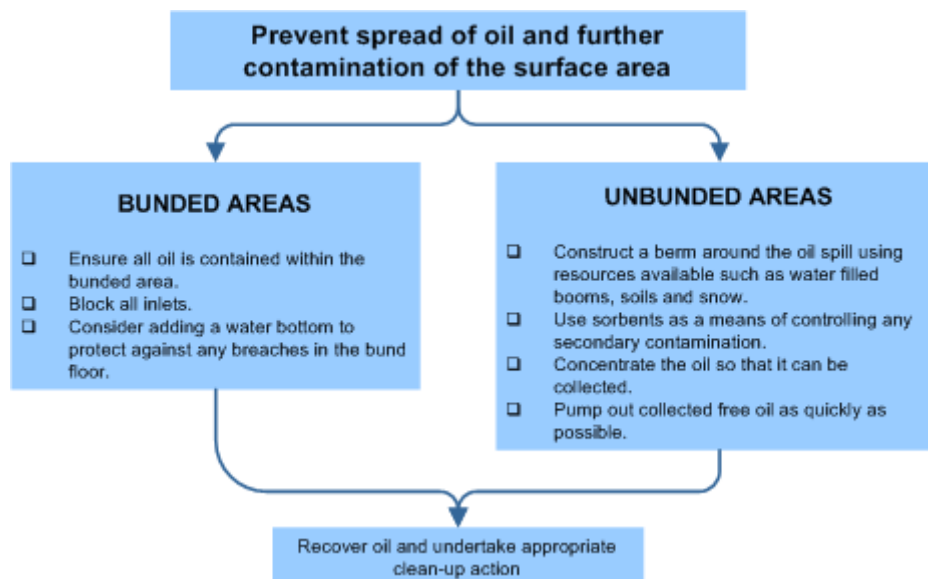 Prevent spread of oil and further
contamination of the surface area
BUNDED AREAS
❑ Ensure all oil is contained within the
bunded area.
❑ Block all inlets.
❑ Consider adding a water bottom to
protect against any breaches in the bund
floor.
UNBUNDED AREAS
❑ Construct a berm around the oil spill using
resources available such as water filled
booms, soils and snow.
❑ Use sorbents as a means of controlling any
secondary contamination.
❑ Concentrate the oil so that it can be
collected.
❑ Pump out collected free oil as quickly as
possible.
Recover oil and undertake appropriate
clean-up action